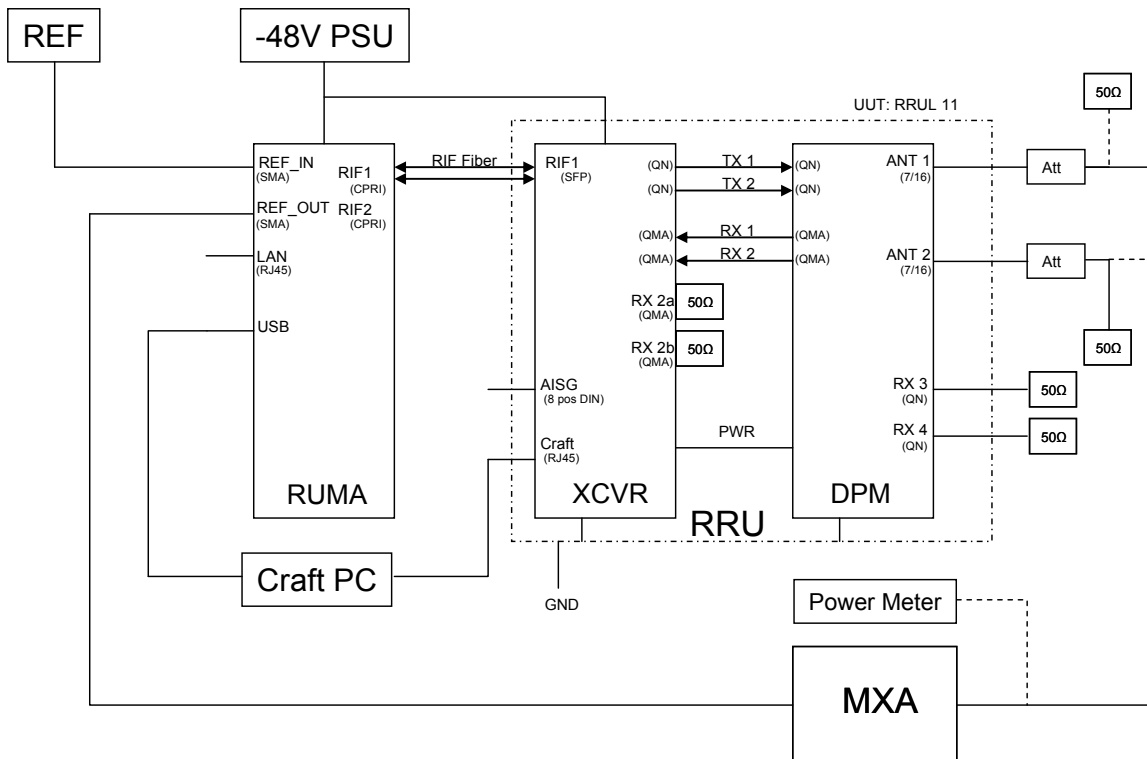 REF
-48V PSU
50Ω
UUT: RRUL 11
REF_IN
(SMA)
RIF1
(CPRI)
REF_OUT
(SMA)
RIF2
(CPRI)
LAN
(RJ45)
USB
RUMA
RIF Fiber
RIF1
(SFP)
(QN)
TX 1
(QN)
(QN)
TX 2
(QN)
(QMA)
RX 1
(QMA)
(QMA)
RX 2
(QMA)
RX 2a
(QMA)
50Ω
RX 2b
(QMA)
50Ω
AISG
(8 pos DIN)
Craft
(RJ45)
PWR
XCVR
ANT 1
(7/16)
Att
ANT 2
(7/16)
Att
50Ω
RX 3
(QN)
50Ω
RX 4
(QN)
50Ω
DPM
RRU
Craft PC
GND
Power Meter
MXA